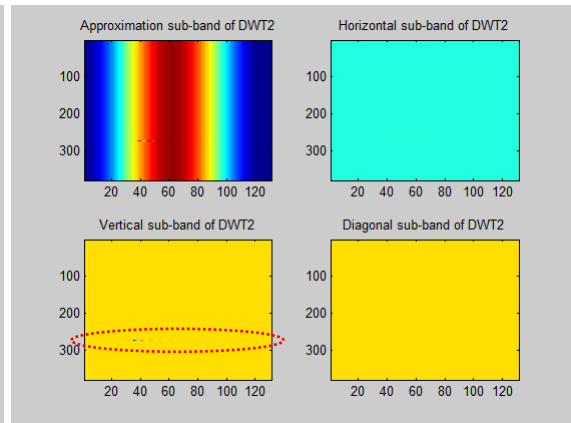 Approximation sub-band of DWT2
100
200
300
20 40 60 80 100 120
Horizontal sub-band of DWT2
100
200
300
20 40 60 80 100 120
Vertical sub-band of DWT2
100
200
300
20 40 60 80 100 120
Diagonal sub-band of DWT2
100
200
300
20 40 60 80 100 120